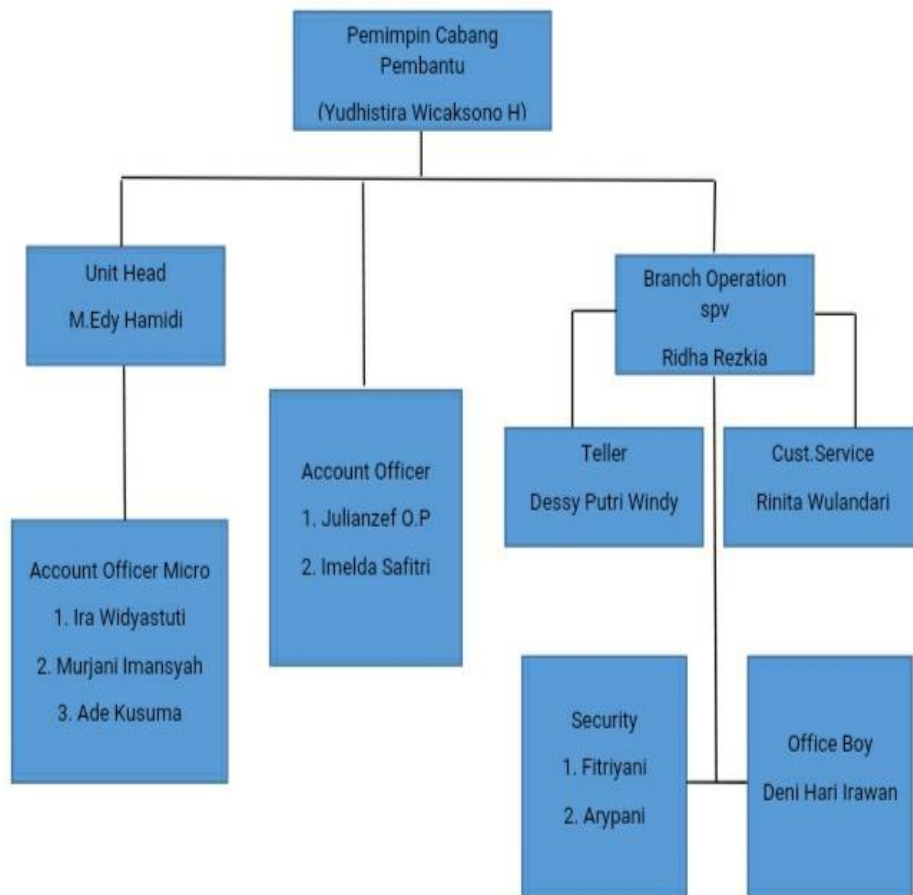 Pemimpin Cabang
Pembantu
(Yudhistira Wicaksono H)
Unit Head
M.Edy Hamidi
Branch Operation
spv
Ridha Rezkia
Account Officer
1. Julianzef O.P
2. Imelda Safitri
Teller
Dessy Putri Windy
Cust.Service
Rinita Wulandari
Account Officer Micro
1. Ira Widyastuti
2. Murjani Imansyah
3. Ade Kusuma
Security
1. Fitriyani
2. Arypani
Office Boy
Deni Hari Irawan